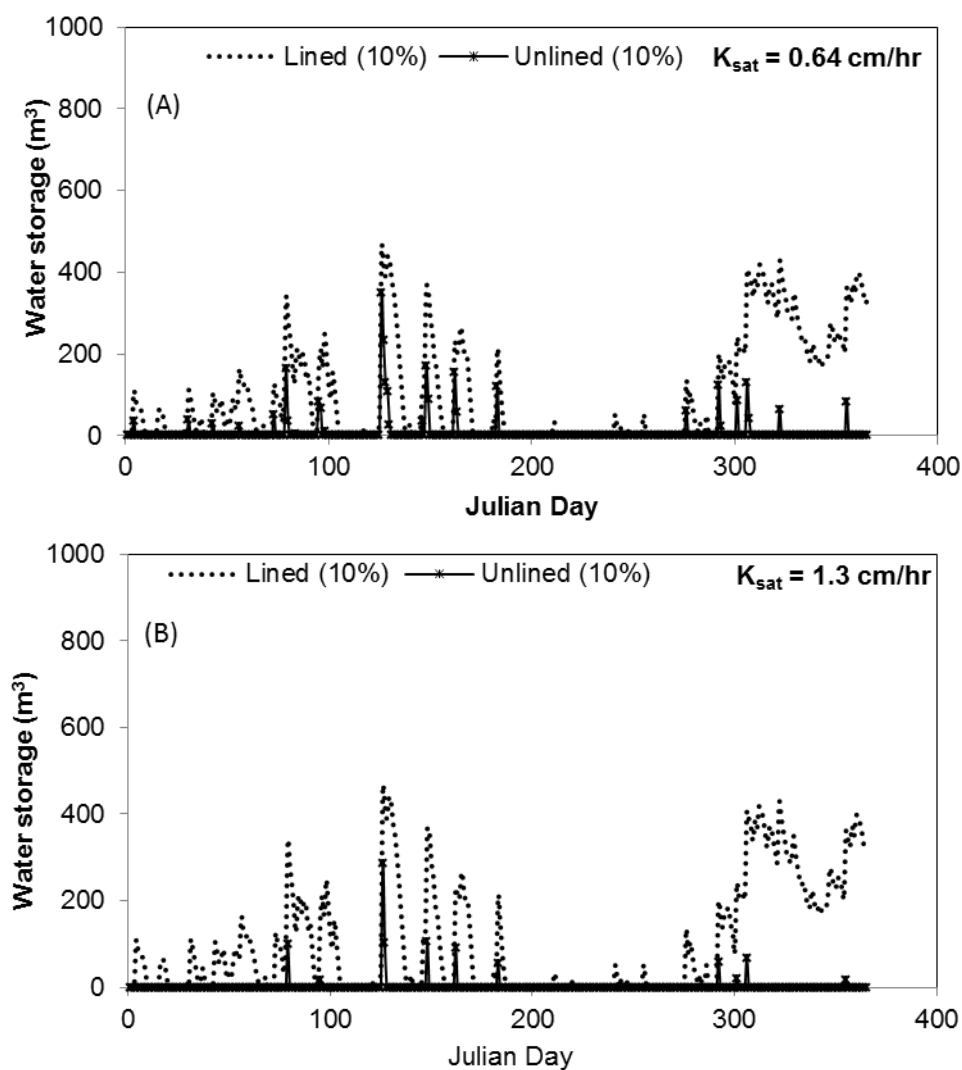 1000
Lined (10%) Unlined (10%) Ksat = 0.64 cm/hr
(A)
800
600
400
200
0
Water storage (m³)
0 100 200 300 400
Julian Day
1000
Lined (10%) Unlined (10%) Ksat = 1.3 cm/hr
(B)
800
600
400
200
0
Water storage (m³)
0 100 200 300 400
Julian Day